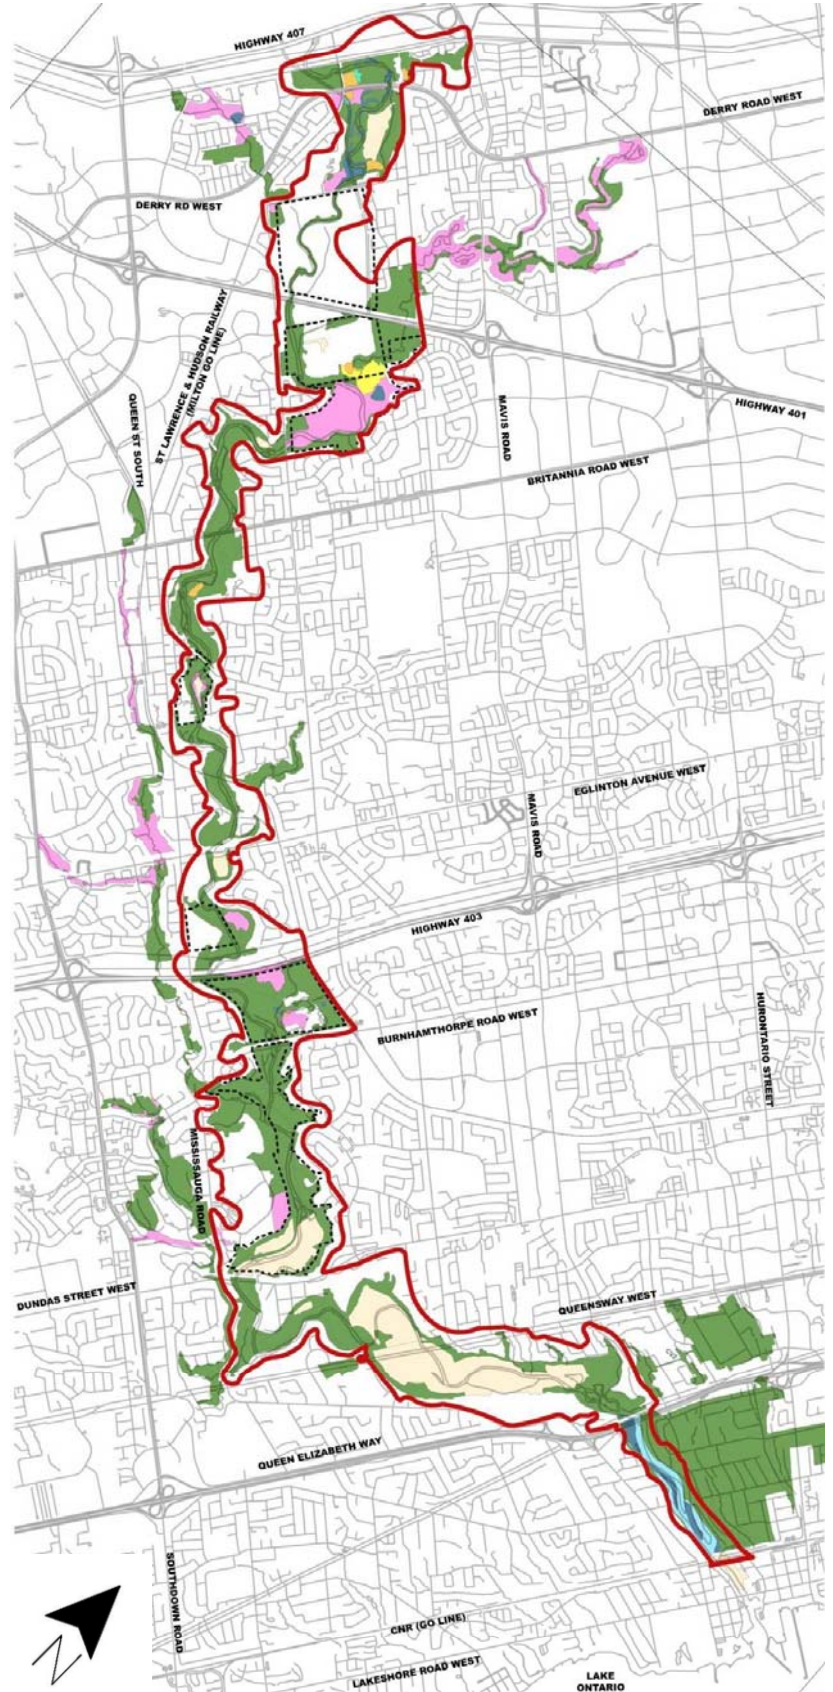 HIGHWAY 407
DERRY ROAD WEST
DERRY RD WEST
ST LAWRENCE & HUDSON RAILWAY
(MILTON GO LINE)
QUEEN ST SOUTH
MAVIS ROAD
HIGHWAY 401
BRITANNIA ROAD WEST
EGLINTON AVENUE WEST
MAVIS ROAD
HIGHWAY 403
BURNHAMTHORPE ROAD WEST
HURONTARIO STREET
MISSISSAUGA ROAD
DUNDAS STREET WEST
QUEENSWAY WEST
QUEEN ELIZABETH WAY
SOUTHDOWN ROAD
N
CNR (GO LINE)
LAKESHORE ROAD WEST
LAKE
ONTARIO